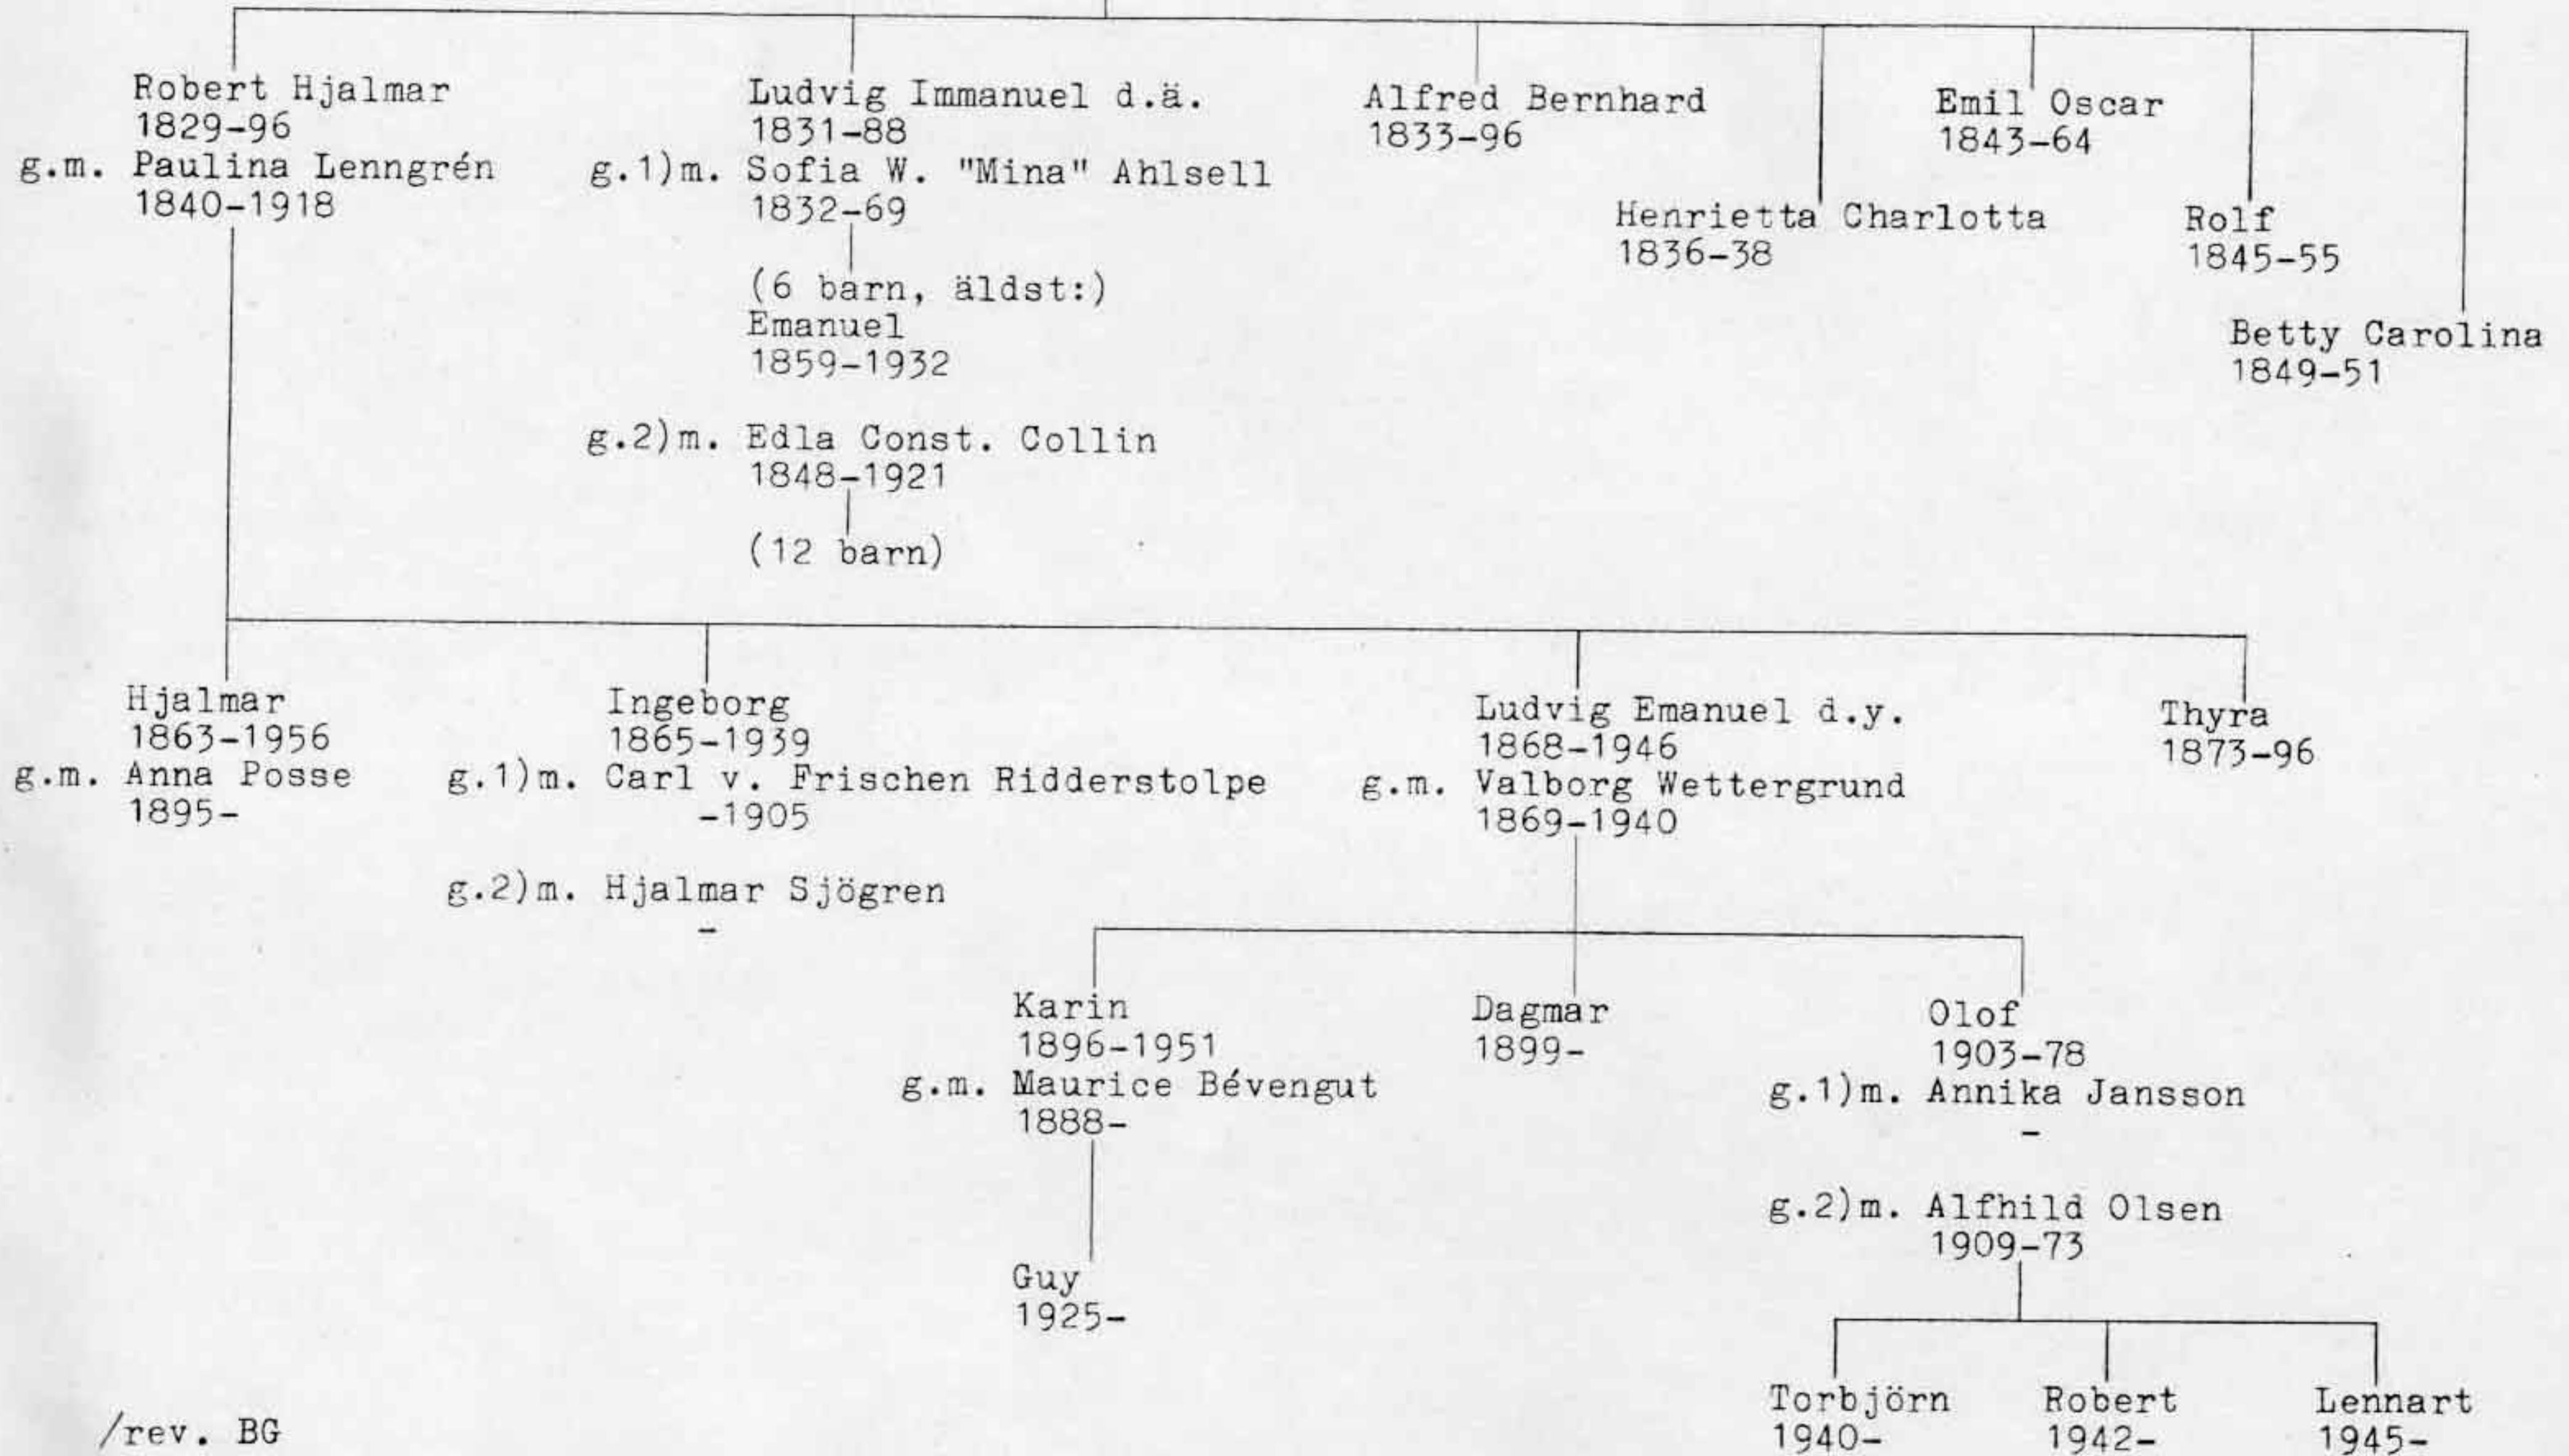 Robert Hjalmar
1829-96
g.m. Paulina Lenngrén
1840-1918
Ludvig Immanuel d.ä.
1831-88
g.1)m. Sofia W. "Mina" Ahlsell
1832-69
(6 barn, äldst:)
Emanuel
1859-1932
g.2)m. Edla Const. Collin
1848-1921
(12 barn)
Alfred Bernhard
1833-96
Henrietta Charlotta
1836-38
Emil Oscar
1843-64
Rolf
1845-55
Betty Carolina
1849-51
Hjalmar
1863-1956
g.m. Anna Posse
1895-
Ingeborg
1865-1939
g.1)m. Carl v. Frischen Ridderstolpe
-1905
g.2)m. Hjalmar Sjögren
-
Ludvig Emanuel d.y.
1868-1946
g.m. Valborg Wettergrund
1869-1940
Thyra
1873-96
Karin
1896-1951
g.m. Maurice Bévengut
1888-
Guy
1925-
Dagmar
1899-
Olof
1903-78
g.1)m. Annika Jansson
-
g.2)m. Alfhild Olsen
1909-73
Torbjörn
1940-
Robert
1942-
Lennart
1945-
/rev. BG